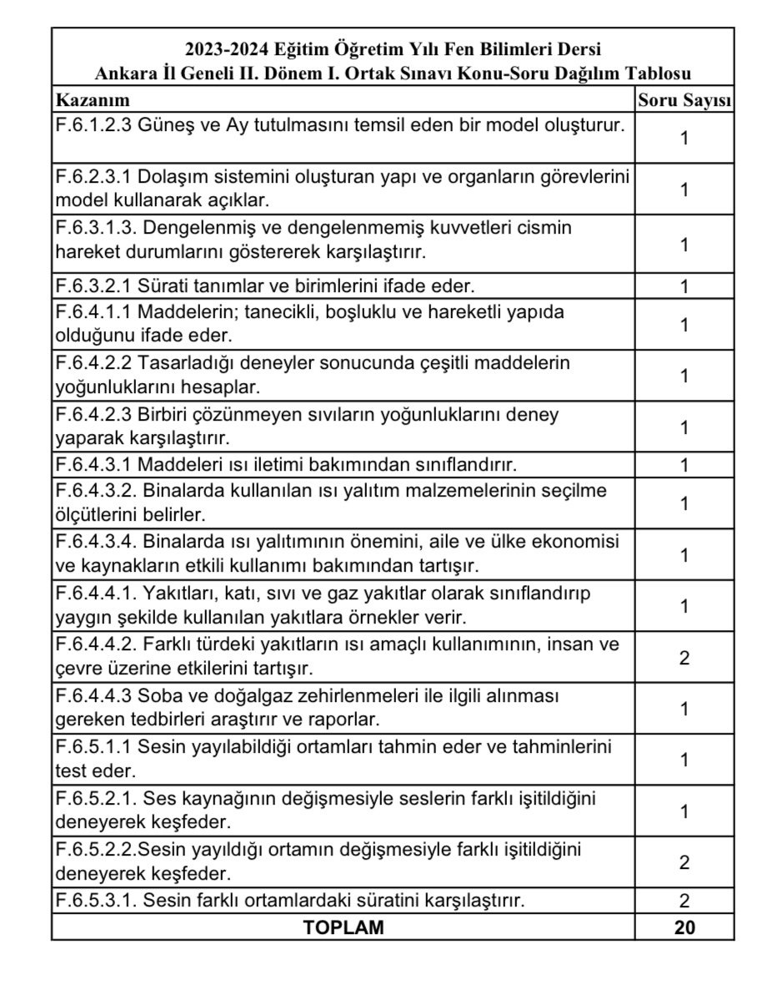 2023-2024 Eğitim Öğretim Yılı Fen Bilimleri Dersi
Ankara İl Geneli II. Dönem I. Ortak Sınavı Konu-Soru Dağılım Tablosu
Kazanım Soru Sayısı
F.6.1.2.3 Güneş ve Ay tutulmasını temsil eden bir model oluşturur.
1
F.6.2.3.1 Dolaşım sistemini oluşturan yapı ve organların görevlerini
model kullanarak açıklar.
1
F.6.3.1.3. Dengelenmiş ve dengelenmemiş kuvvetleri cismin
hareket durumlarını göstererek karşılaştırır.
1
F.6.3.2.1 Sürati tanımlar ve birimlerini ifade eder. 1
F.6.4.1.1 Maddelerin; tanecikli, boşluklu ve hareketli yapıda
olduğunu ifade eder.
1
F.6.4.2.2 Tasarladığı deneyler sonucunda çeşitli maddelerin
yoğunluklarını hesaplar.
1
F.6.4.2.3 Birbiri çözünmeyen sıvıların yoğunluklarını deney
yaparak karşılaştırır.
1
F.6.4.3.1 Maddeleri ısı iletimi bakımından sınıflandırır. 1
F.6.4.3.2. Binalarda kullanılan ısı yalıtım malzemelerinin seçilme
ölçütlerini belirler.
1
F.6.4.3.4. Binalarda ısı yalıtımının önemini, aile ve ülke ekonomisi
ve kaynakların etkili kullanımı bakımından tartışır.
1
F.6.4.4.1. Yakıtları, katı, sıvı ve gaz yakıtlar olarak sınıflandırıp
yaygın şekilde kullanılan yakıtlara örnekler verir.
1
F.6.4.4.2. Farklı türdeki yakıtların ısı amaçlı kullanımının, insan ve
çevre üzerine etkilerini tartışır.
2
F.6.4.4.3 Soba ve doğalgaz zehirlenmeleri ile ilgili alınması
gereken tedbirleri araştırır ve raporlar.
1
F.6.5.1.1 Sesin yayılabildiği ortamları tahmin eder ve tahminlerini
test eder.
1
F.6.5.2.1. Ses kaynağının değişmesiyle seslerin farklı işitildiğini
deneyerek keşfeder.
1
F.6.5.2.2.Sesin yayıldığı ortamın değişmesiyle farklı işitildiğini
deneyerek keşfeder.
2
F.6.5.3.1. Sesin farklı ortamlardaki süratini karşılaştırır. 2
TOPLAM 20